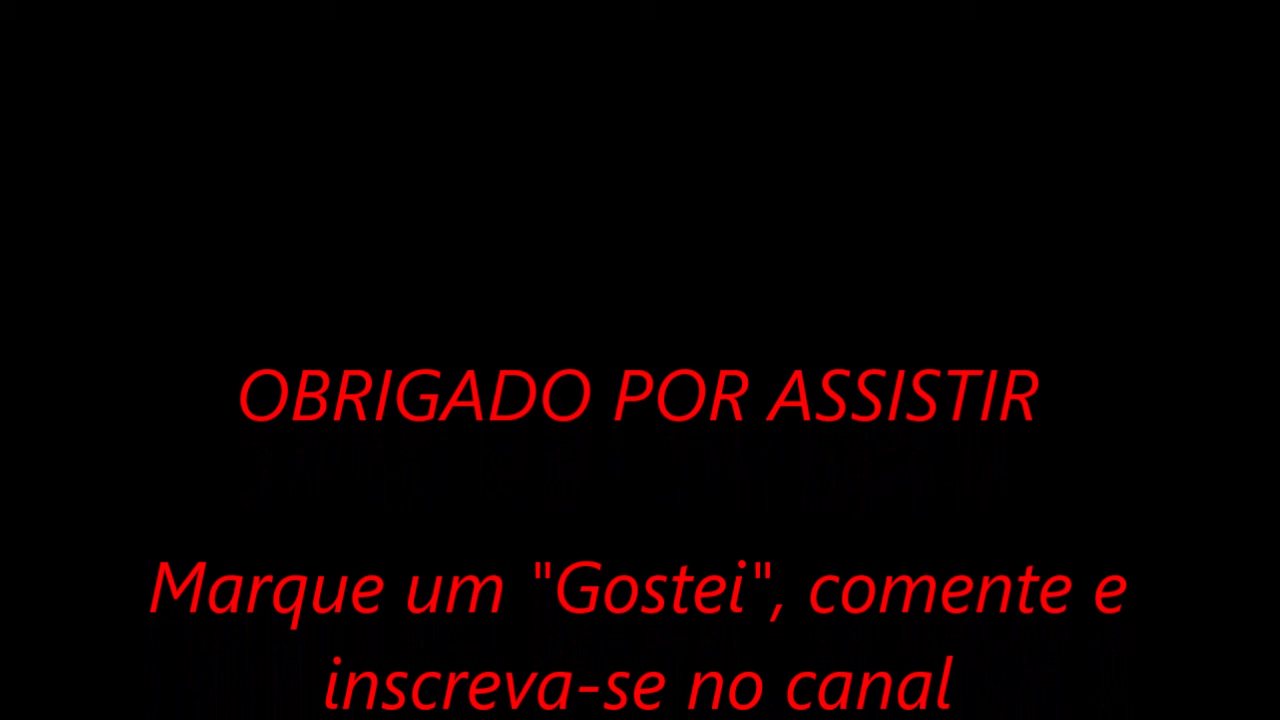 OBRIGADO POR ASSISTIR
Marque um "Gostei", comente e
inscreva-se no canal